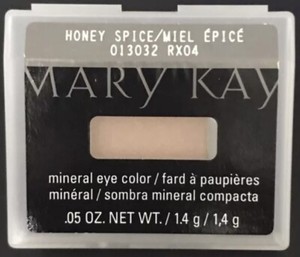 HONEY SPICE/MIEL ÉPICÉ
013032 RX04
MARY KAY
mineral eye color / fard à paupières
minéral / sombra mineral compacta
.05 OZ. NET WT. / 1.4 g / 1,4 g